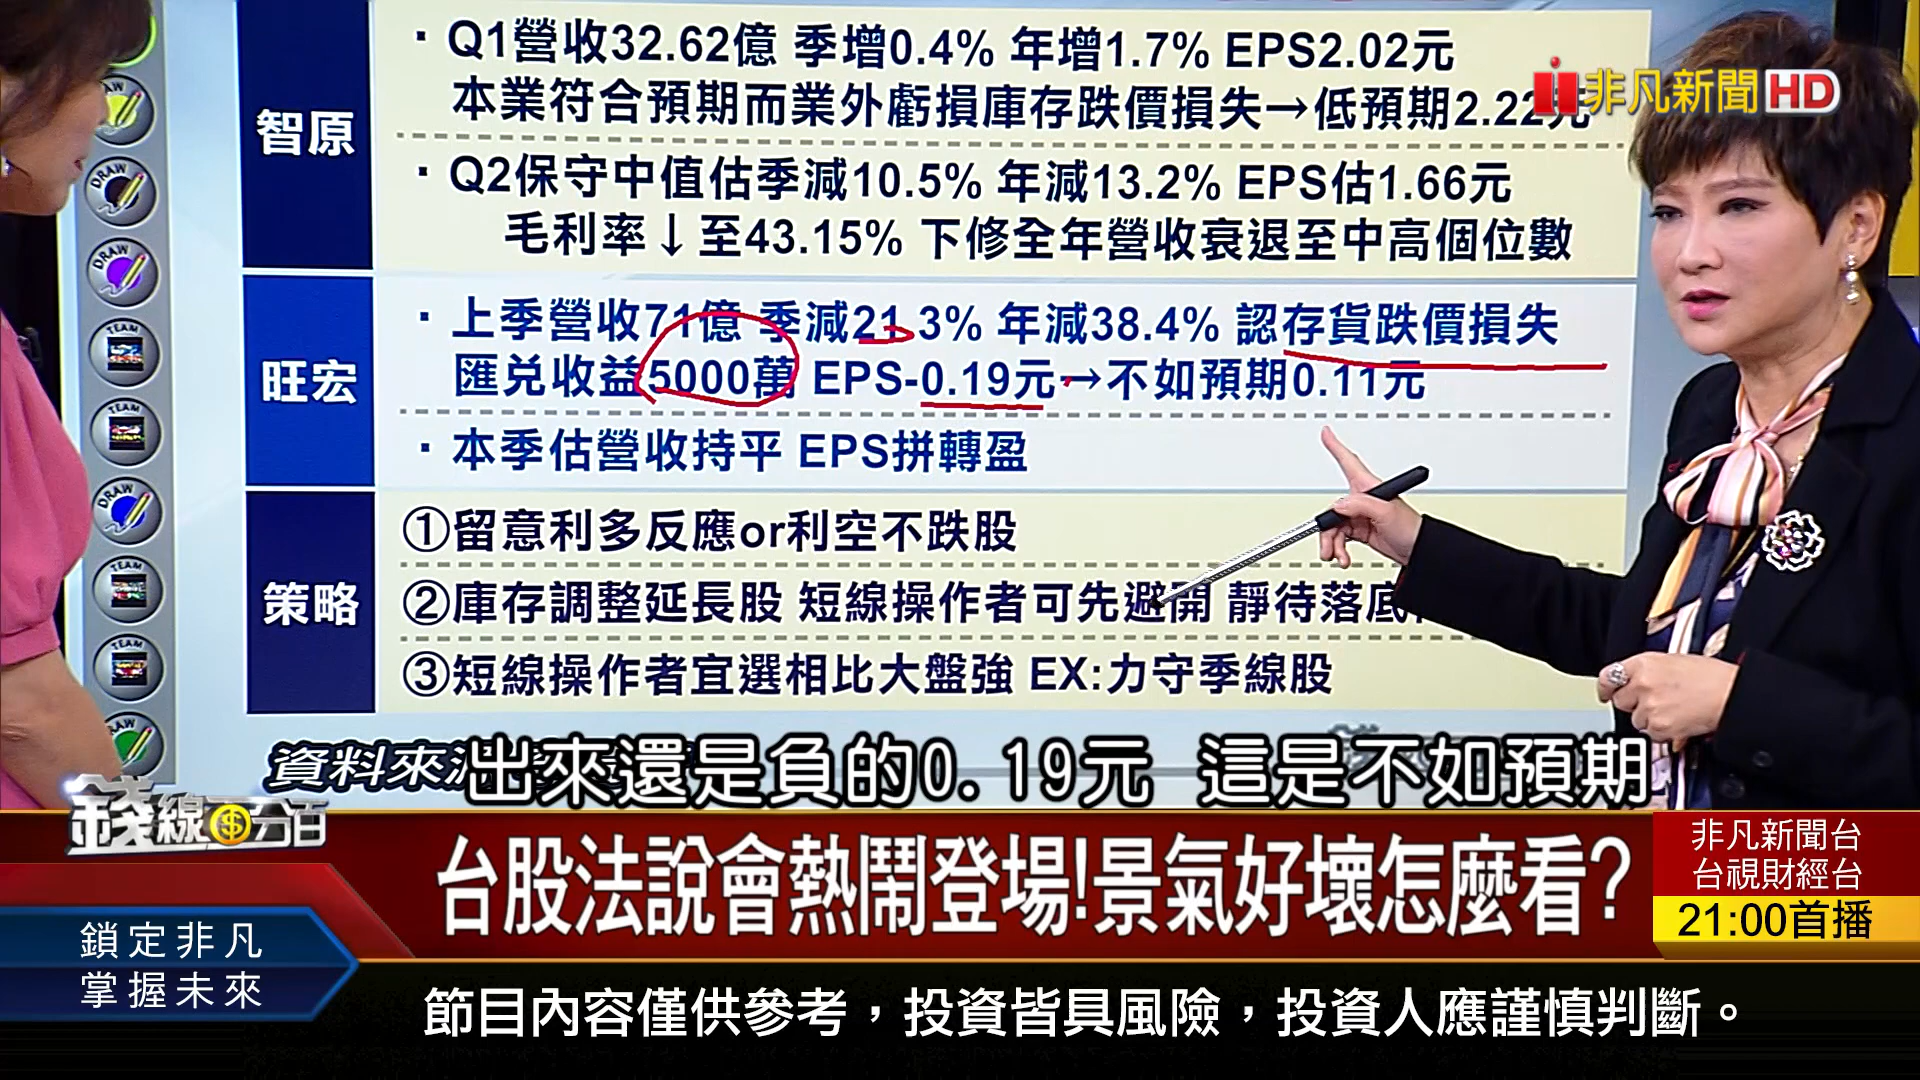 ・Q1營收32.62億 季增0.4% 年增1.7% EPS2.02元
本業符合預期而業外虧損庫存跌價損失→低預期2.22元
智原
・Q2保守中值估季減10.5% 年減13.2% EPS估1.66元
毛利率↓至43.15% 下修全年營收衰退至中高個位數
・上季營收71億 季減21.3% 年減38.4% 認存貨跌價損失
匯兌收益5000萬 EPS-0.19元→不如預期0.11元
旺宏
・本季估營收持平 EPS拼轉盈
策略
①留意利多反應or利空不跌股
②庫存調整延長股 短線操作者可先避開 靜待落底
③短線操作者宜選相比大盤強 EX:力守季線股
非凡新聞HD
DRAW
DRAW
TEAM
TEAM
DRAW
TEAM
TEAM
資料來
出來還是負的0.19元 這是不如預期
錢線百分百
台股法說會熱鬧登場!景氣好壞怎麼看?
非凡新聞台
台視財經台
21:00首播
鎖定非凡
掌握未來
節目內容僅供參考，投資皆具風險，投資人應謹慎判斷。